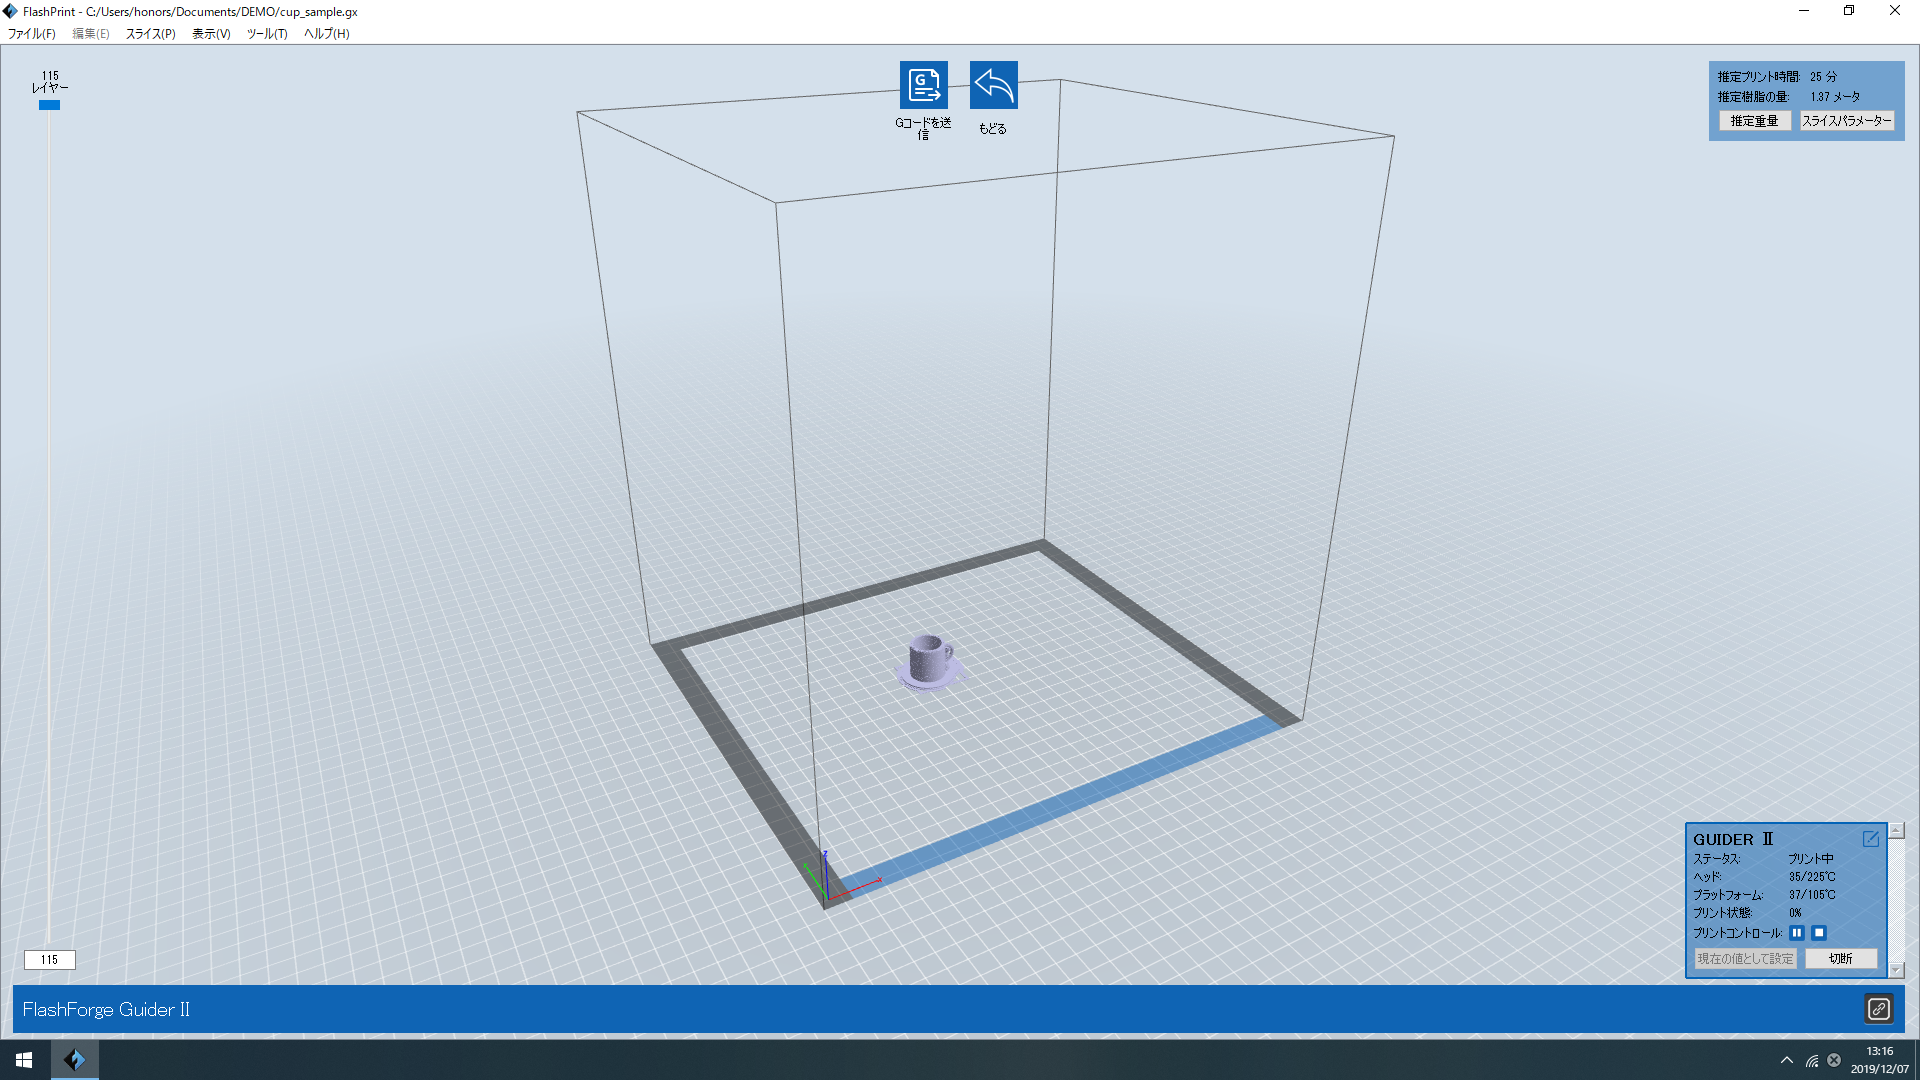 FlashPrint - C:/Users/honors/Documents/DEMO/cup_sample.gx
ファイル(F) 編集(E) スライス(P) 表示(V) ツール(T) ヘルプ(H)
115
レイヤー
Gコードを送
信
もどる
推定プリント時間: 25 分
推定樹脂の量: 1.37 メータ
推定重量 スライスパラメーター
GUIDER Ⅱ
ステータス: プリント中
ヘッド: 35/225℃
プラットフォーム: 37/105℃
プリント状態: 0%
プリントコントロール:
現在の値として設定 切断
115
FlashForge Guider II
13:16
2019/12/07